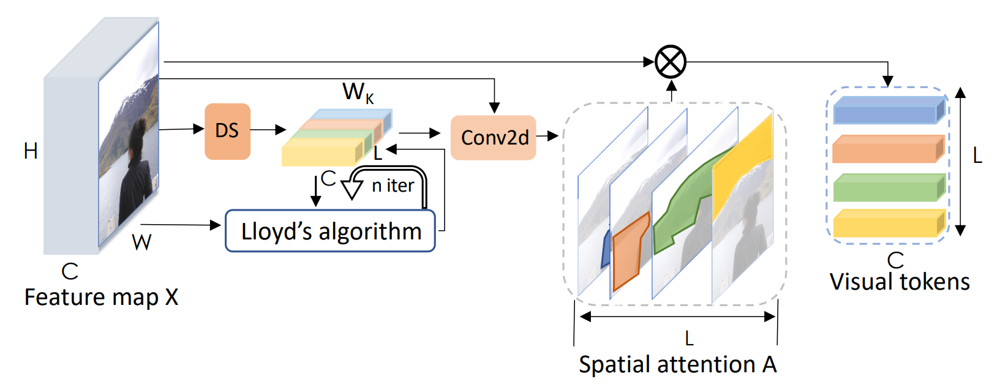 H
W
C
Feature map X
DS
W_K
L
C
n iter
Lloyd's algorithm
Conv2d
L
Spatial attention A
L
C
Visual tokens